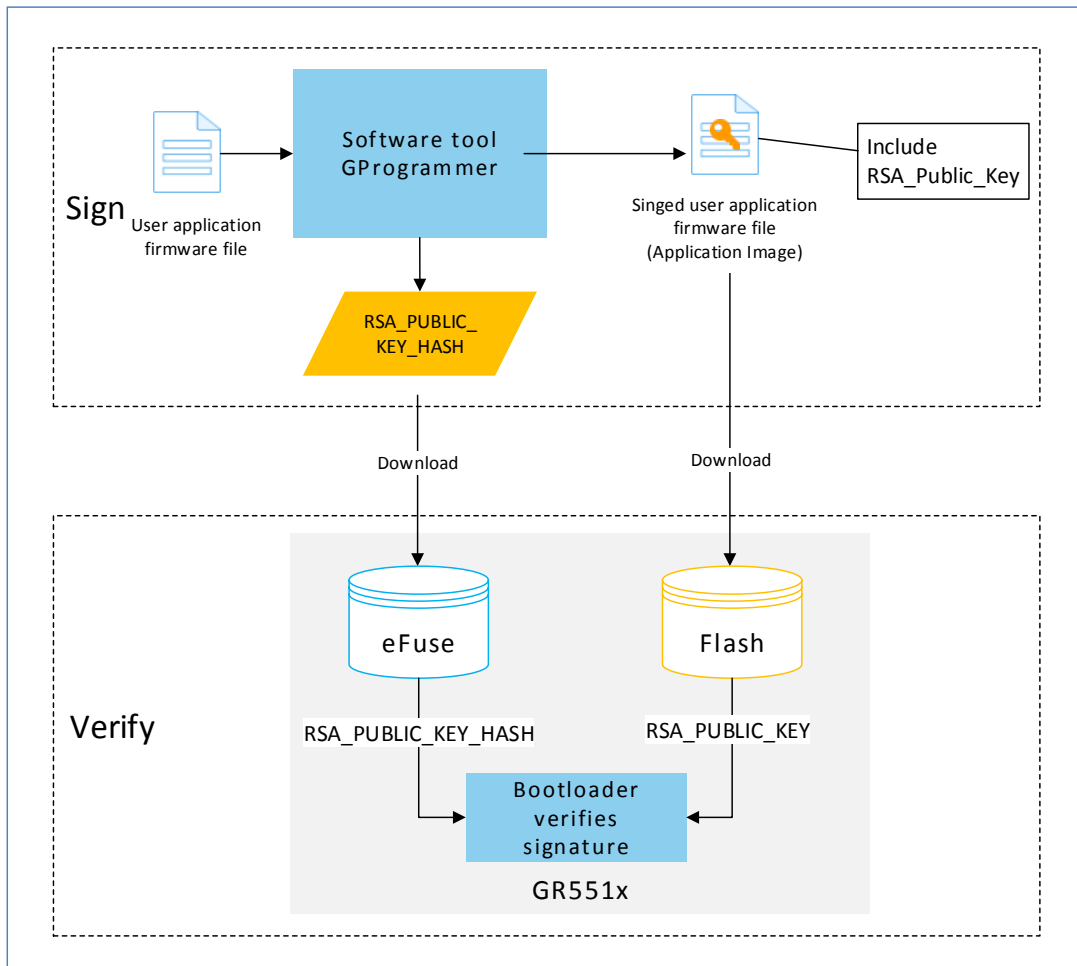 Software tool
GProgrammer
Include
RSA_Public_Key
Sign
User application
firmware file
Singed user application
firmware file
(Application Image)
RSA_PUBLIC_
KEY_HASH
Download
Download
eFuse
Flash
Verify
RSA_PUBLIC_KEY_HASH
RSA_PUBLIC_KEY
Bootloader
verifies
signature
GR551x